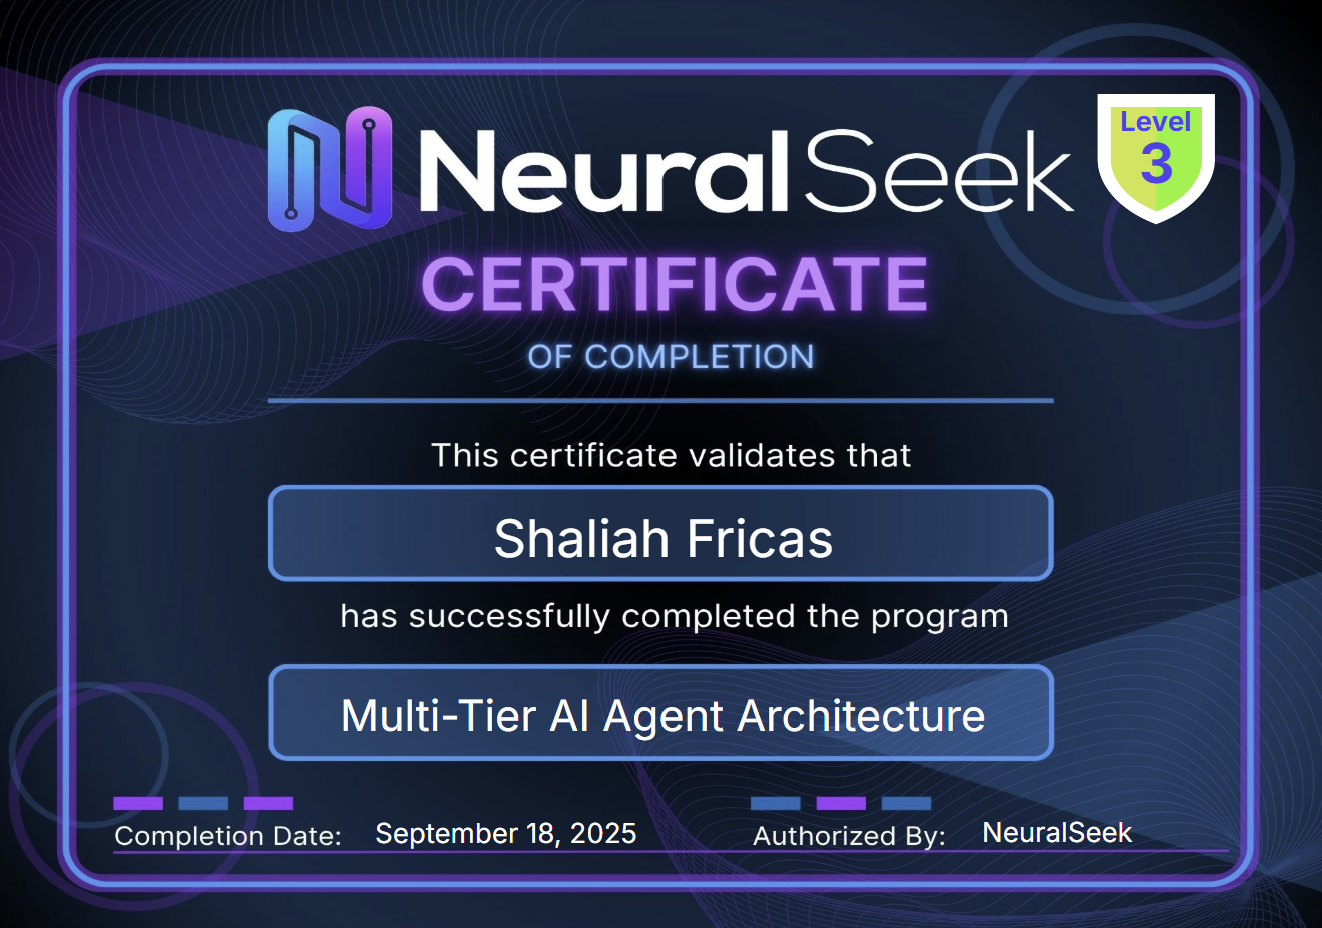 NeuralSeek
Level
3
CERTIFICATE
OF COMPLETION
This certificate validates that
Shaliah Fricas
has successfully completed the program
Multi-Tier AI Agent Architecture
Completion Date: September 18, 2025
Authorized By: NeuralSeek